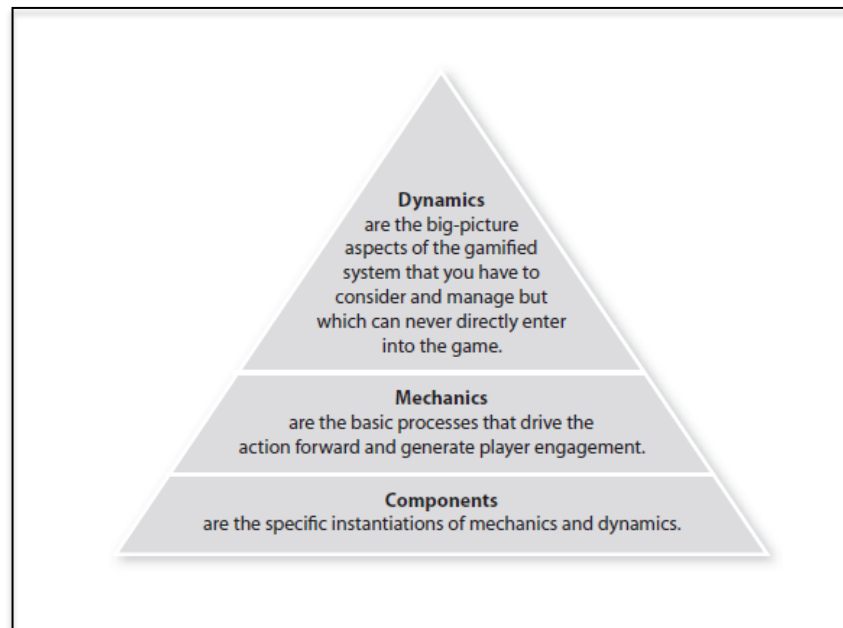 Dynamics
are the big-picture
aspects of the gamified
system that you have to
consider and manage but
which can never directly enter
into the game.
Mechanics
are the basic processes that drive the
action forward and generate player engagement.
Components
are the specific instantiations of mechanics and dynamics.